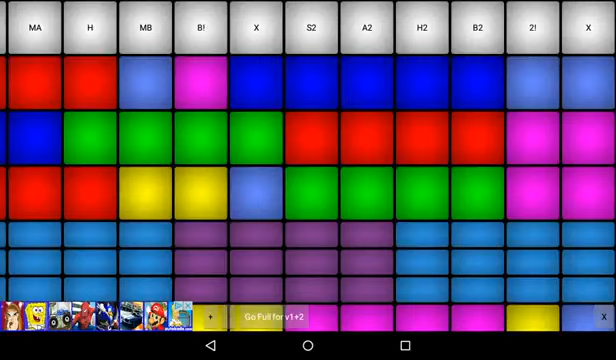 MA H MB B! X S2 A2 H2 B2 2! X
+ Go Full for v1+2 X